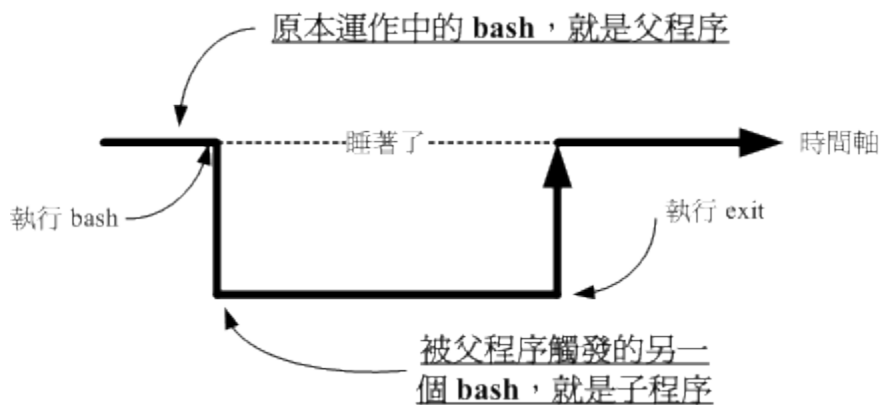 原本運作中的 bash，就是父程序
睡著了
時間軸
執行 bash
執行 exit
被父程序觸發的另一
個 bash，就是子程序